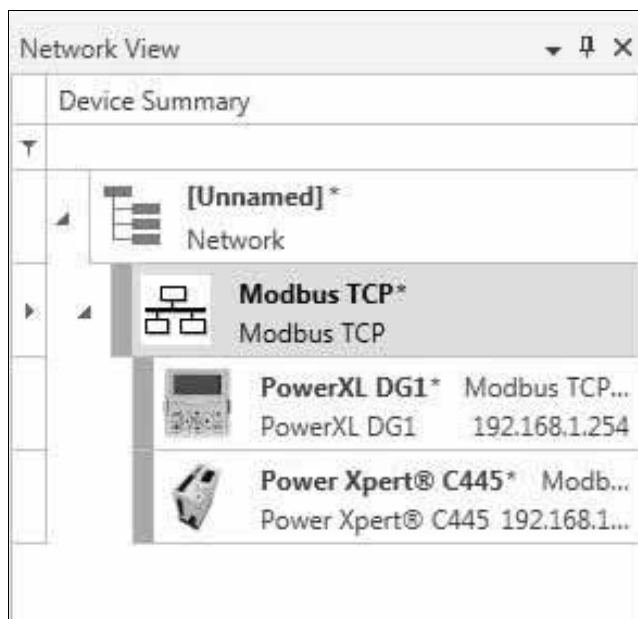 Network View
Device Summary
[Unnamed] *
Network
Modbus TCP*
Modbus TCP
PowerXL DG1* Modbus TCP...
PowerXL DG1 192.168.1.254
Power Xpert® C445* Modb...
Power Xpert® C445 192.168.1...